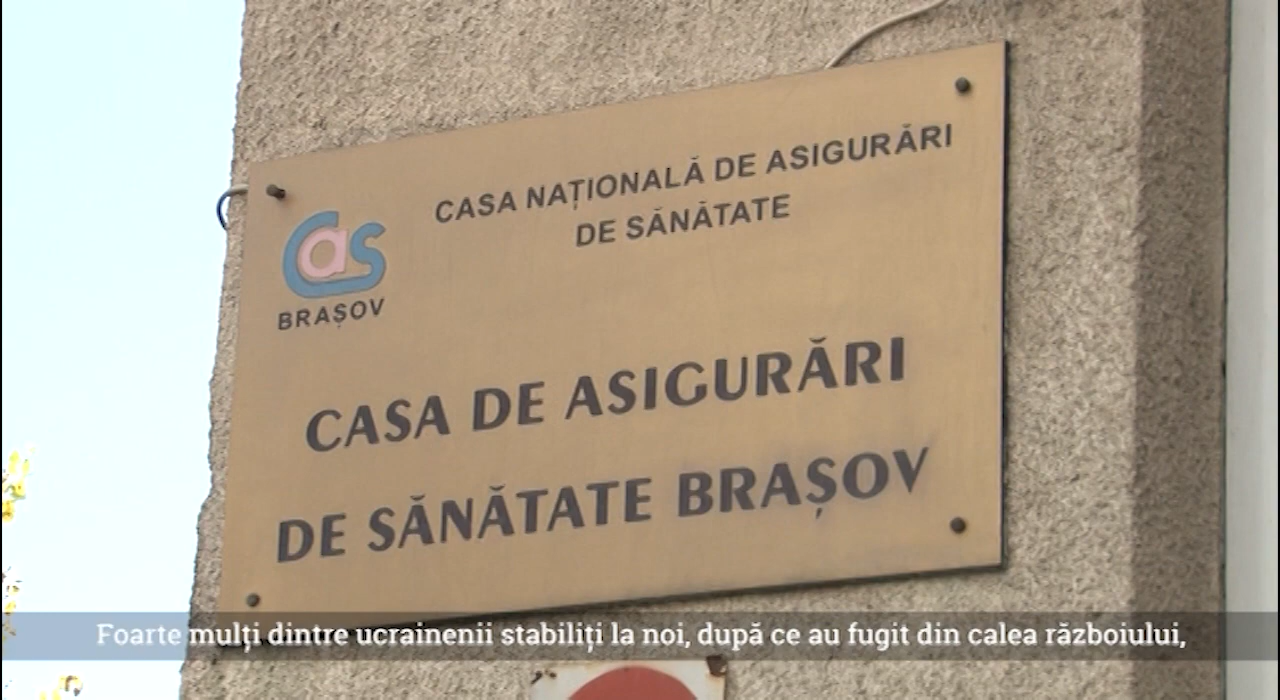 CASA NAȚIONALĂ DE ASIGURĂRI
DE SĂNĂTATE
Cas
BRAȘOV
CASA DE ASIGURĂRI
DE SĂNĂTATE BRAȘOV
Foarte mulți dintre ucrainenii stabiliți la noi, după ce au fugit din calea războiului,